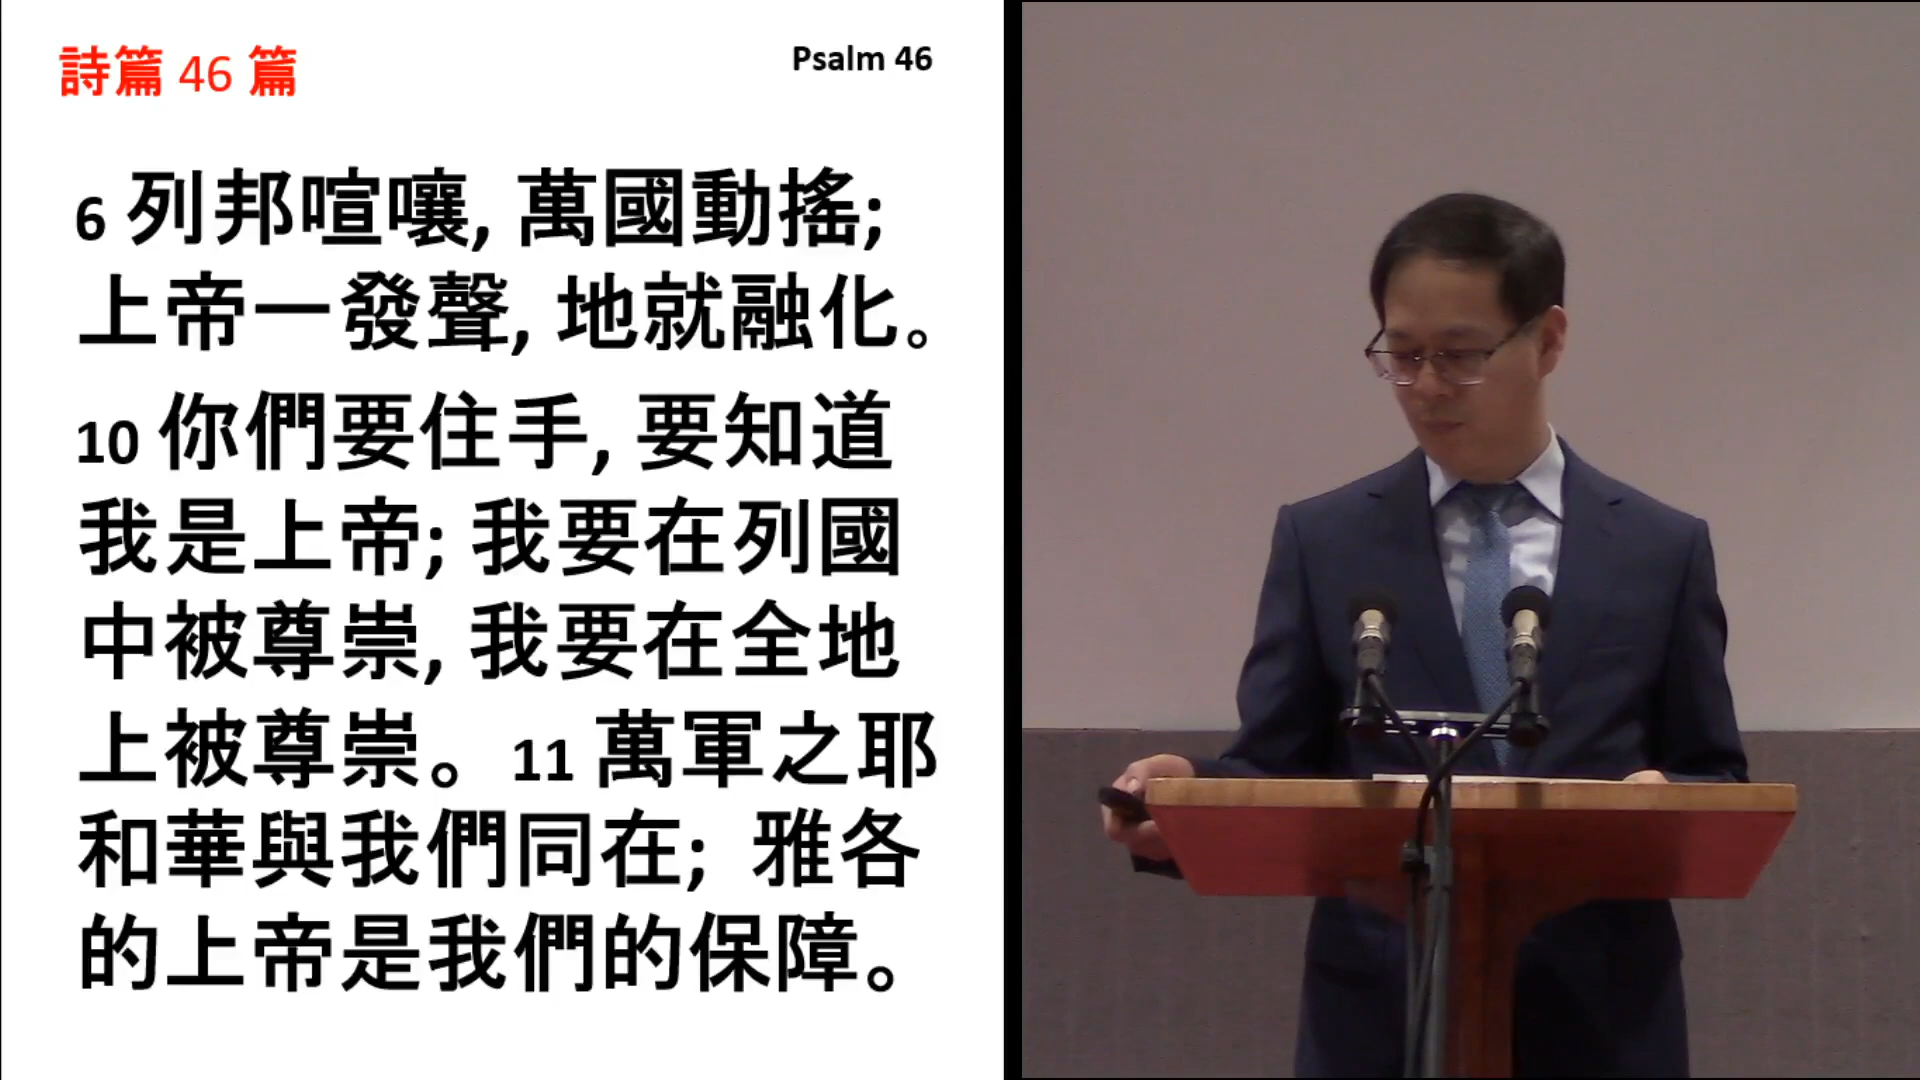 詩篇 46 篇
Psalm 46
6 列邦喧嚷, 萬國動搖;
上帝一發聲, 地就融化。
10 你們要住手, 要知道
我是上帝; 我要在列國
中被尊崇, 我要在全地
上被尊崇。 11 萬軍之耶
和華與我們同在; 雅各
的上帝是我們的保障。